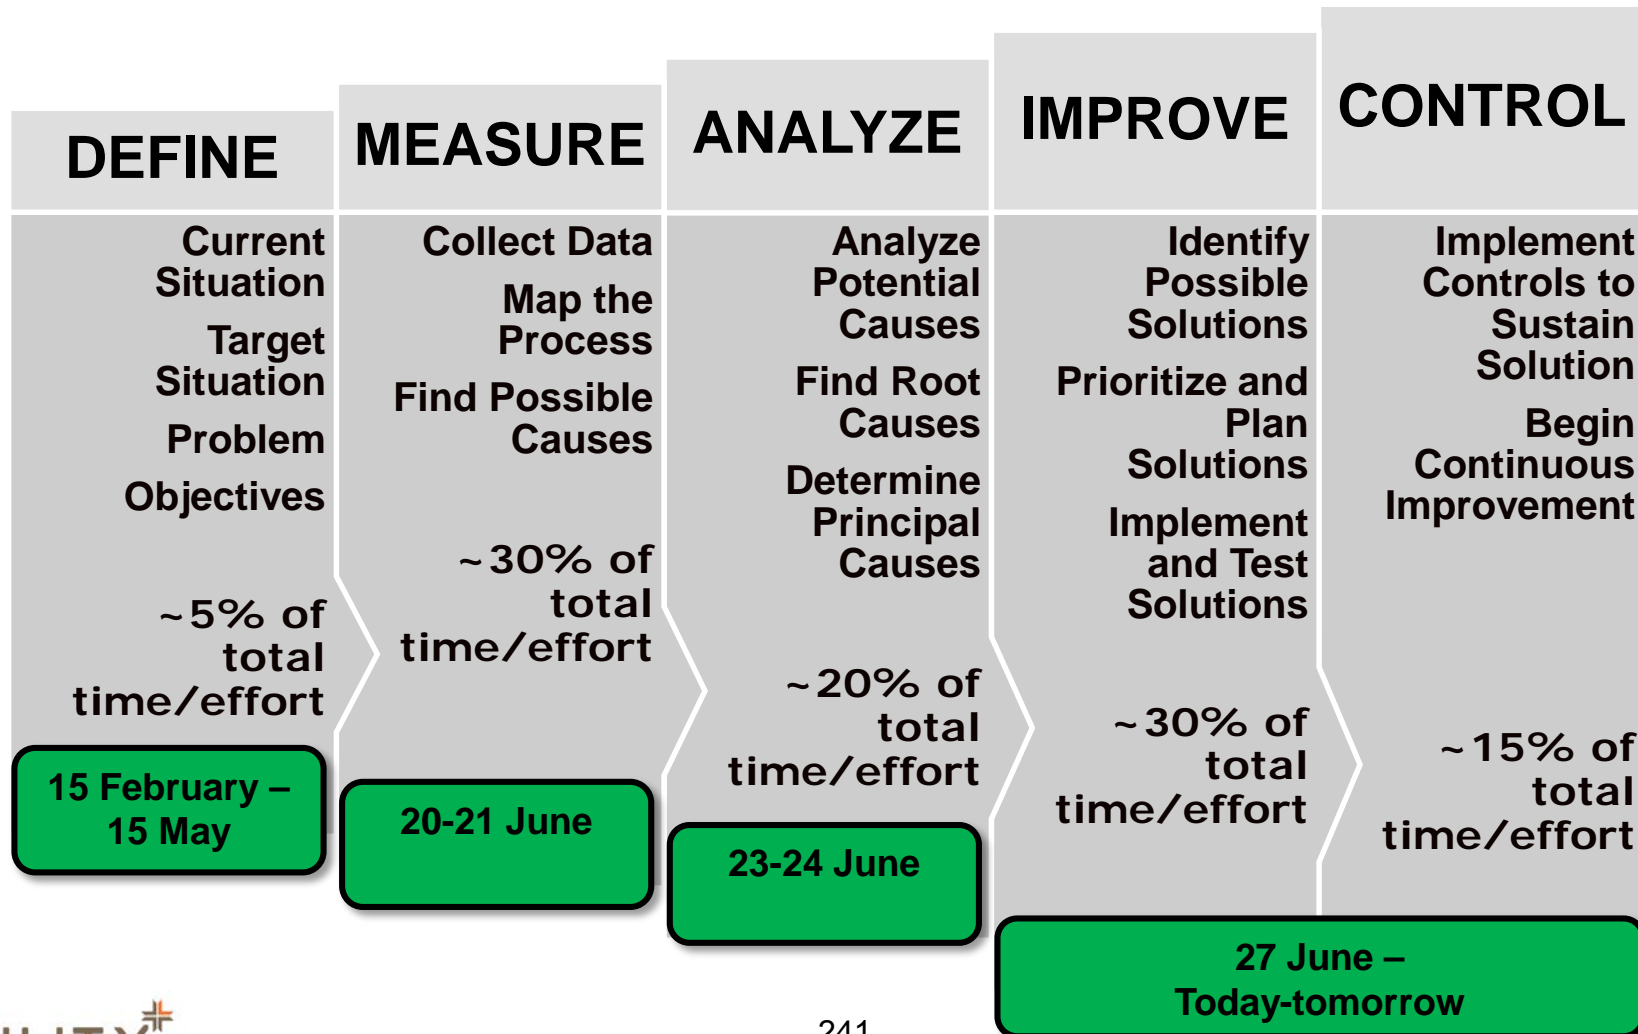 DEFINE
Current
Situation
Target
Situation
Problem
Objectives
~5% of
total
time/effort
15 February –
15 May
MEASURE
Collect Data
Map the
Process
Find Possible
Causes
~30% of
total
time/effort
20-21 June
ANALYZE
Analyze
Potential
Causes
Find Root
Causes
Determine
Principal
Causes
~20% of
total
time/effort
23-24 June
IMPROVE
Identify
Possible
Solutions
Prioritize and
Plan
Solutions
Implement
and Test
Solutions
~30% of
total
time/effort
CONTROL
Implement
Controls to
Sustain
Solution
Begin
Continuous
Improvement
~15% of
total
time/effort
27 June –
Today-tomorrow
241